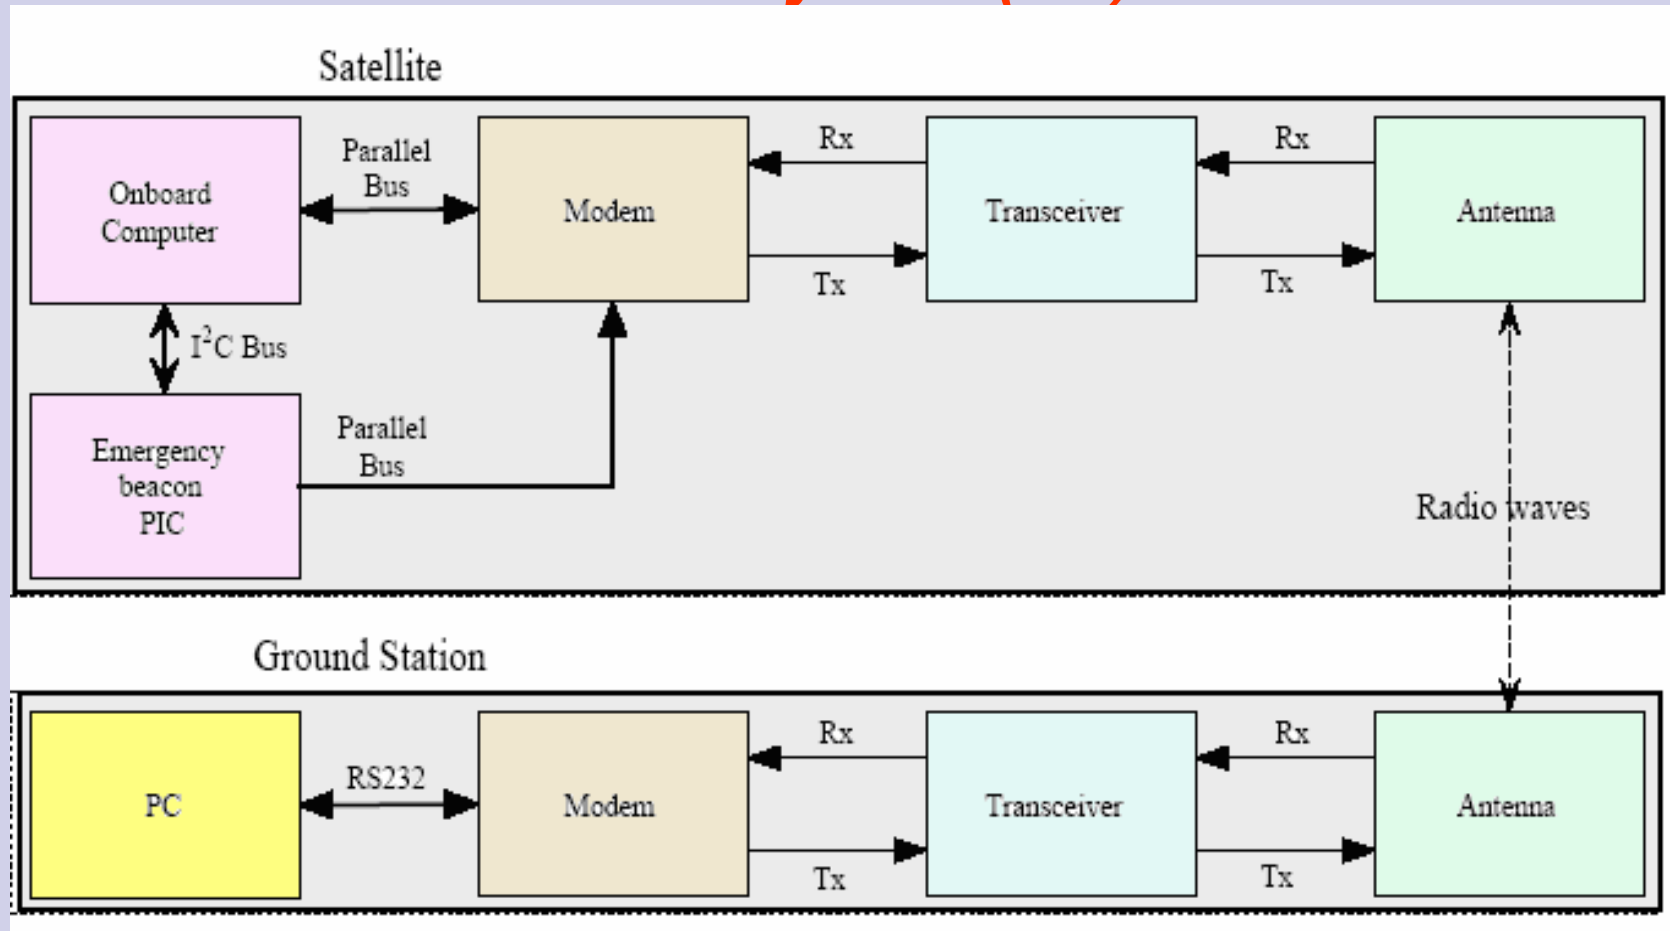 Satellite
Onboard
Computer
Parallel
Bus
Modem
Rx
Tx
Transceiver
Rx
Tx
Antenna
I²C Bus
Emergency
beacon
PIC
Parallel
Bus
Radio waves
Ground Station
PC
RS232
Modem
Rx
Tx
Transceiver
Rx
Tx
Antenna